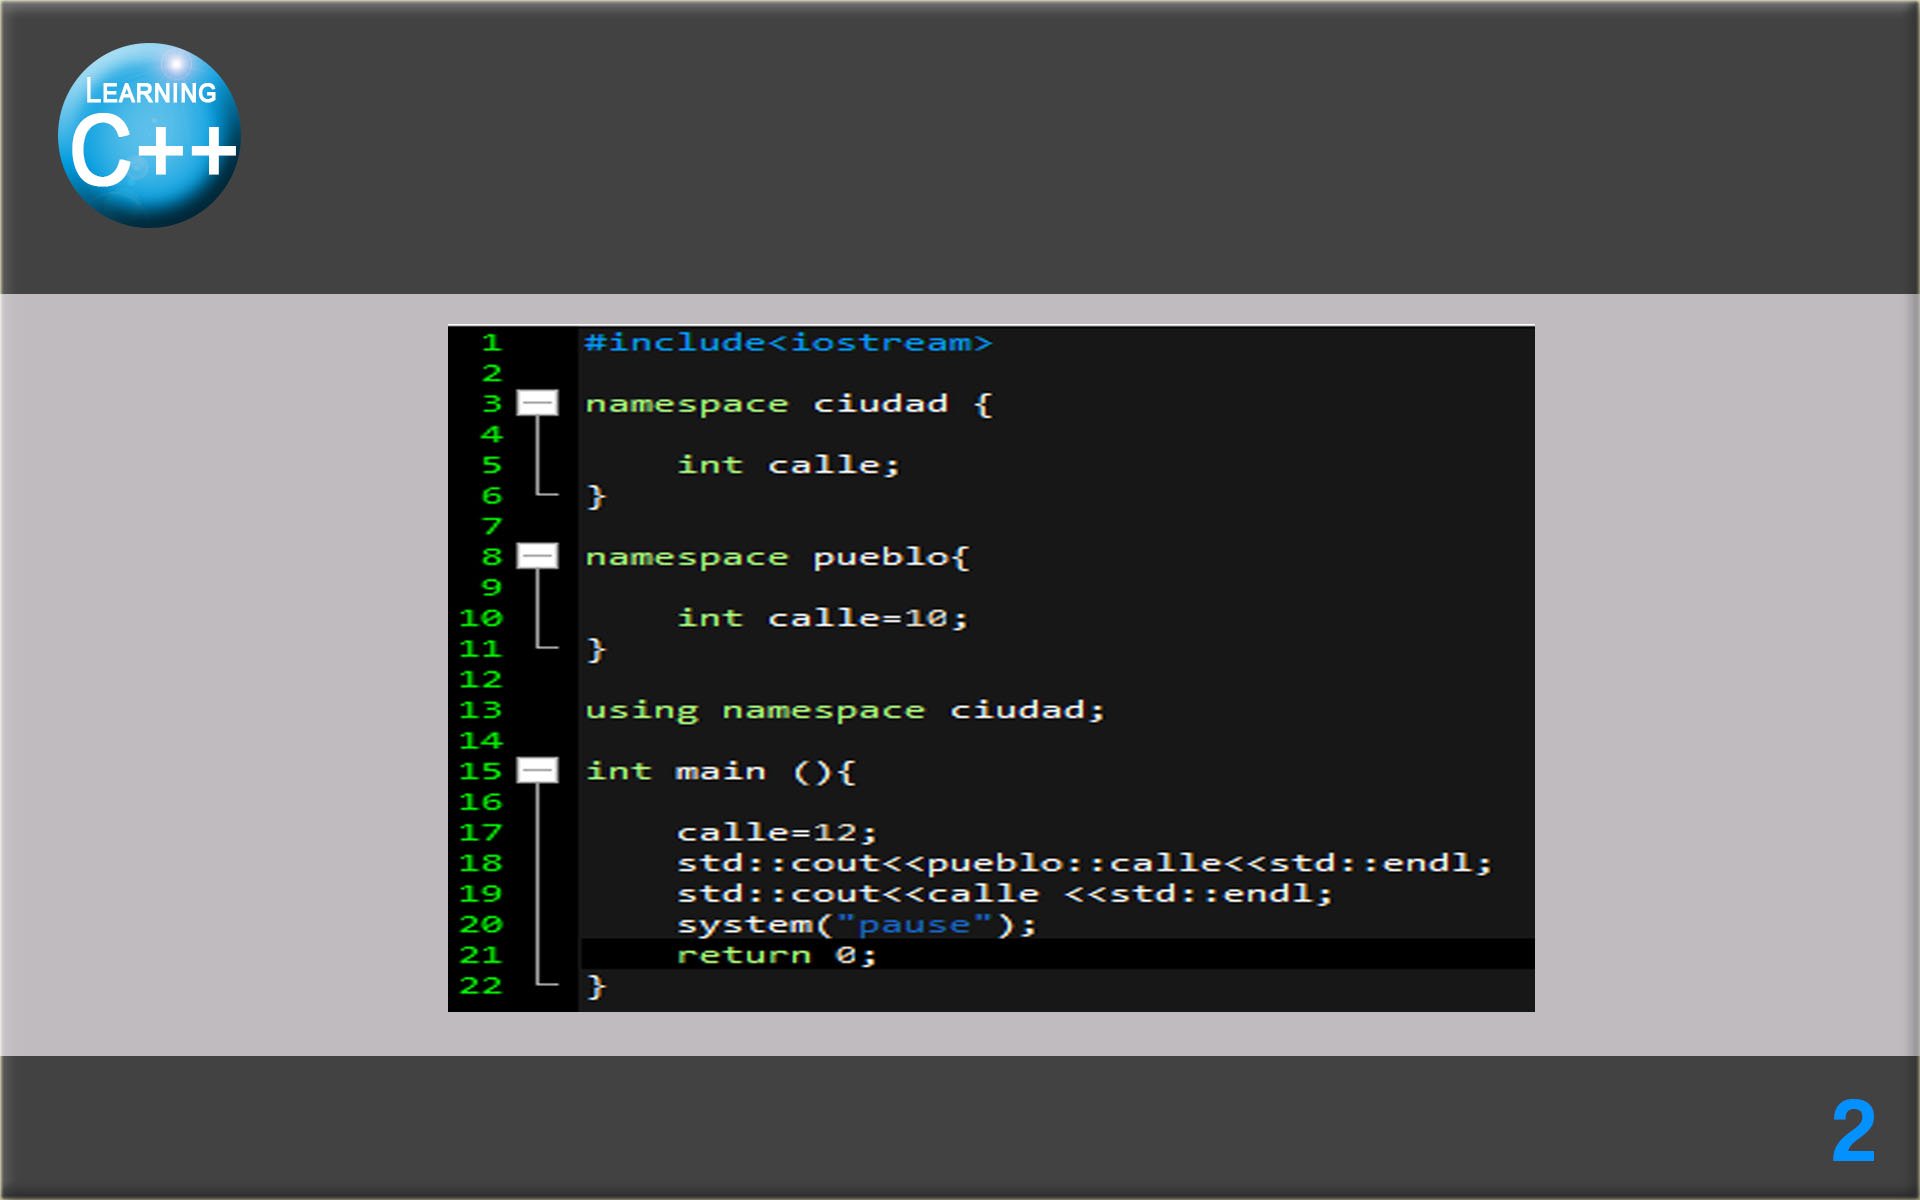 LEARNING
C++
1 #include<iostream>
2
3 namespace ciudad {
4
5     int calle;
6 }
7
8 namespace pueblo{
9
10     int calle=10;
11 }
12
13 using namespace ciudad;
14
15 int main (){
16
17     calle=12;
18     std::cout<<pueblo::calle<<std::endl;
19     std::cout<<calle <<std::endl;
20     system("pause");
21     return 0;
22 }
2